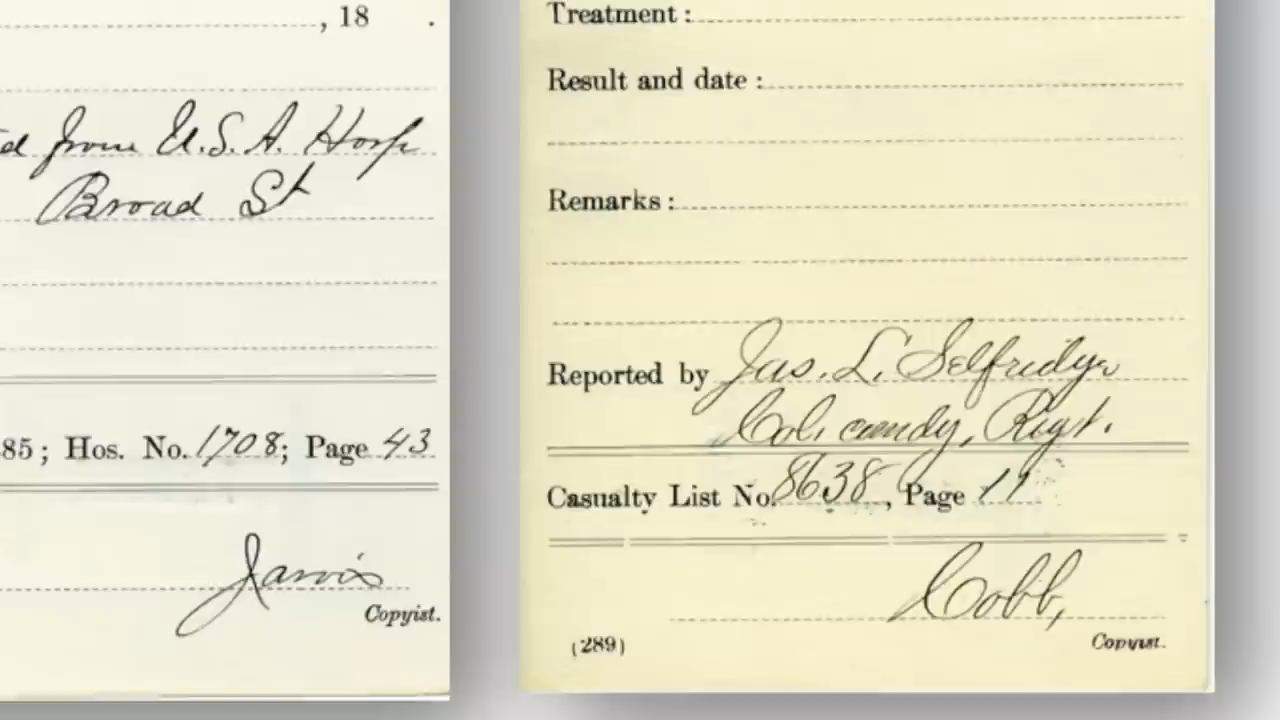 , 18 .
ed from U.S.A. Hosp
Broad St
85; Hos. No. 1708; Page 43
Jarvis
Copyist.
Treatment:
Result and date:
Remarks:
Reported by Jas. L. Selfridge
Col. comdg. Regt.
Casualty List No. 8638, Page 11
Cobb,
(289)
Copyist.